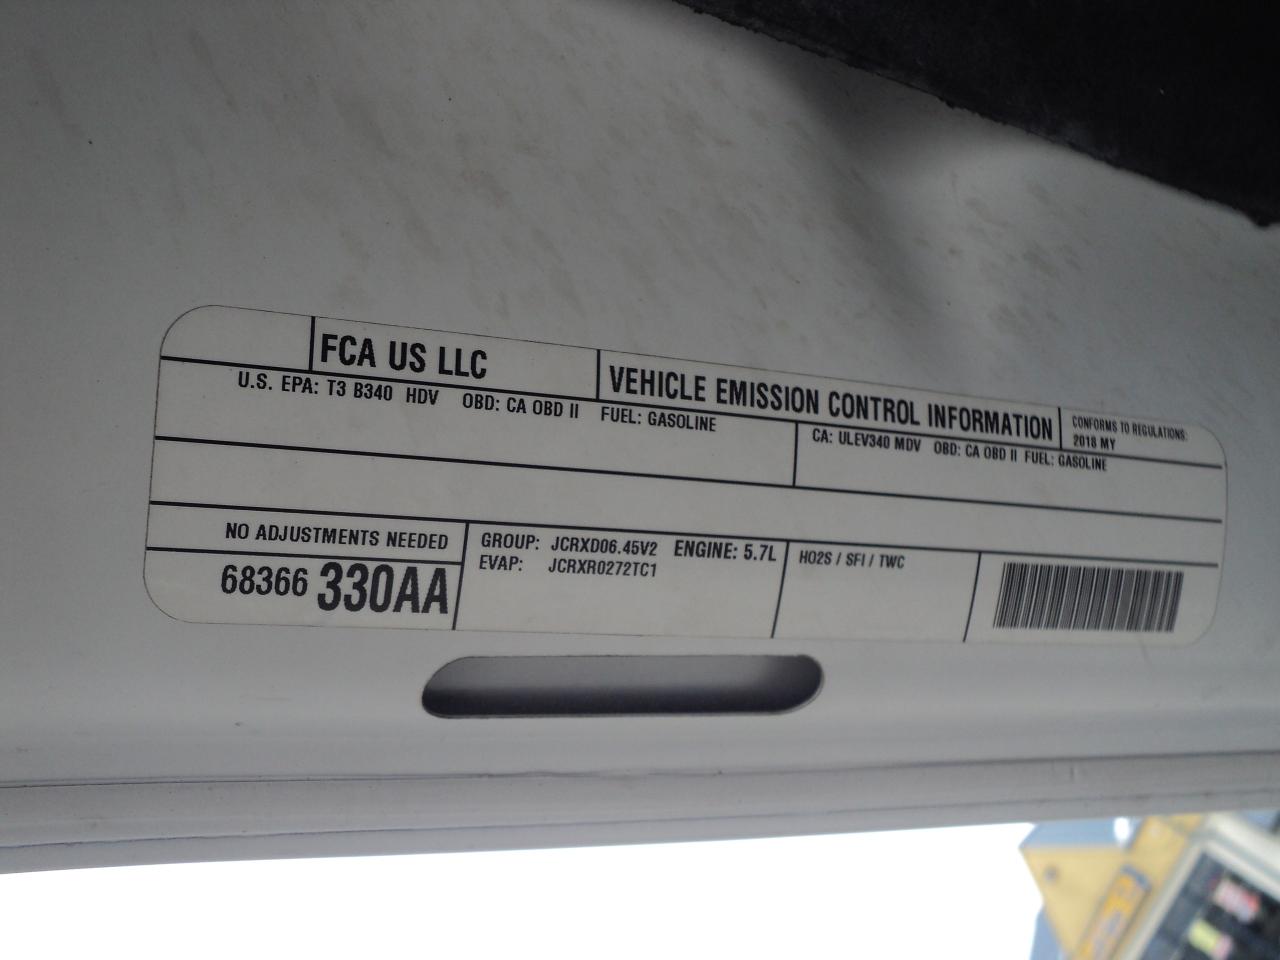 FCA US LLC
VEHICLE EMISSION CONTROL INFORMATION
CONFORMS TO REGULATIONS:
2018 MY
U.S. EPA: T3 B340 HDV OBD: CA OBD II FUEL: GASOLINE
CA: ULEV340 MDV OBD: CA OBD II FUEL: GASOLINE
NO ADJUSTMENTS NEEDED
68366 330AA
GROUP: JCRXD06.45V2 ENGINE: 5.7L
EVAP: JCRXR0272TC1
HO2S / SFI / TWC